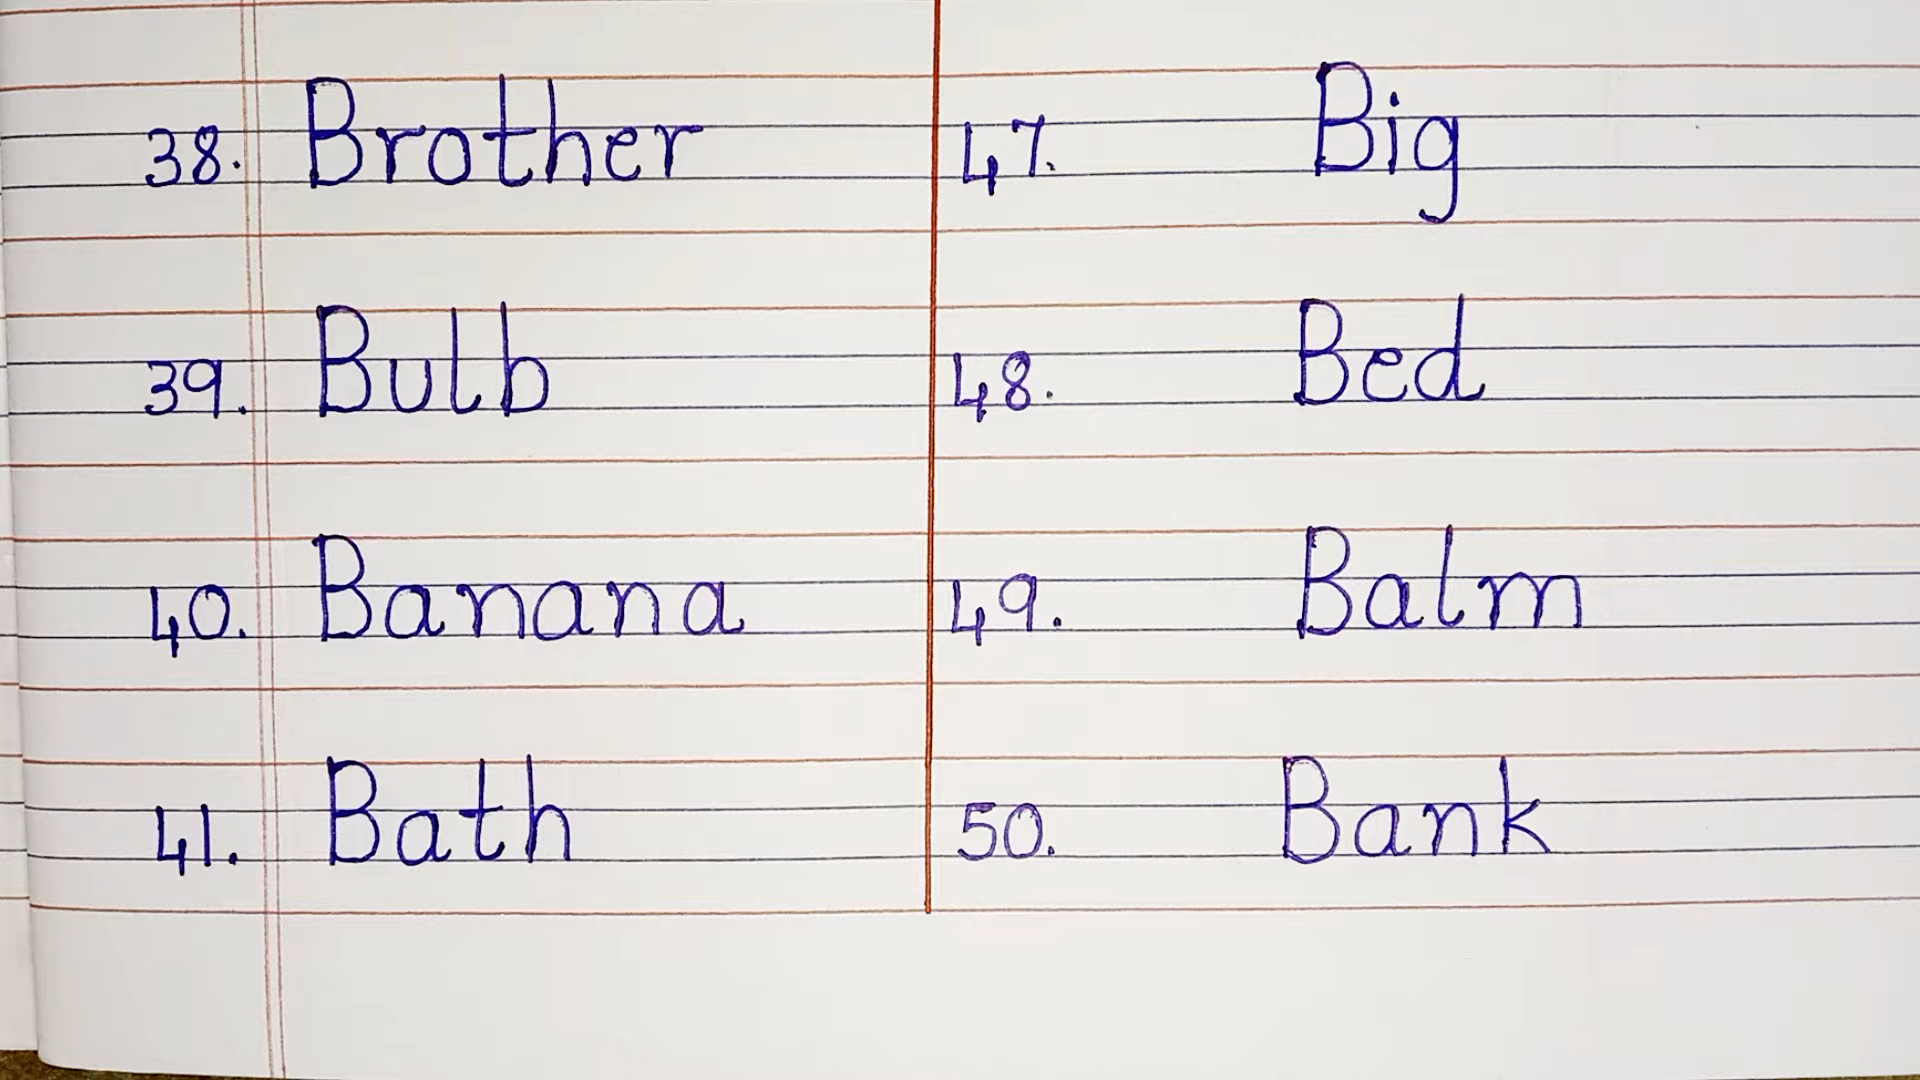 38. Brother
39. Bulb
40. Banana
41. Bath
47. Big
48. Bed
49. Balm
50. Bank